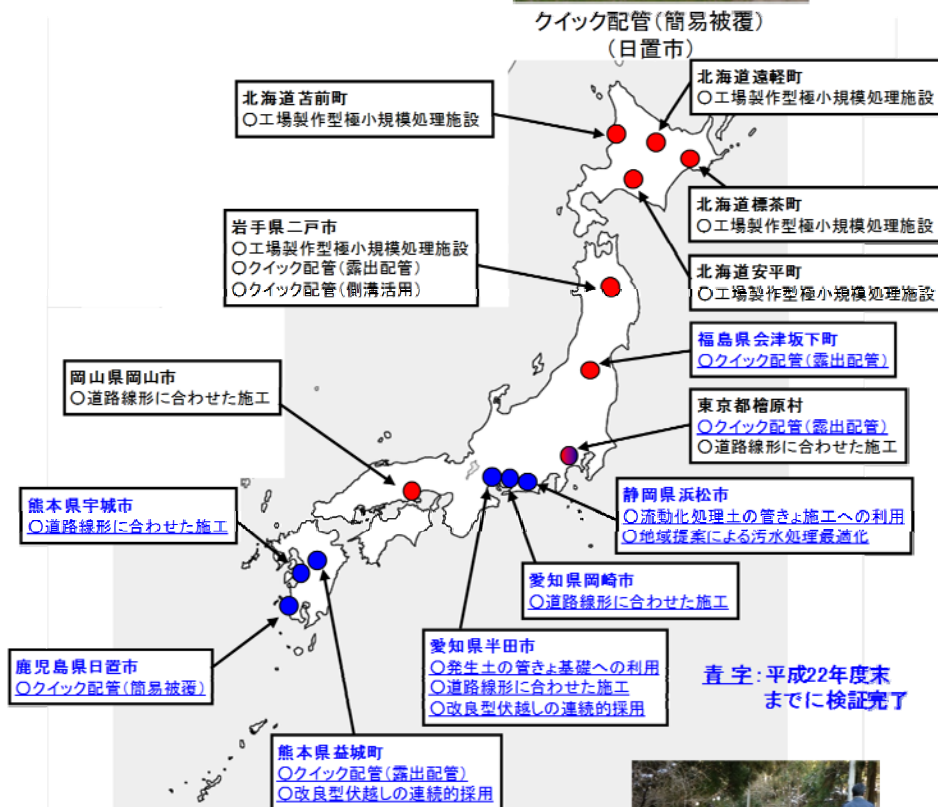 クイック配管(簡易被覆)
(日置市)
北海道苫前町
○工場製作型極小規模処理施設
北海道遠軽町
○工場製作型極小規模処理施設
北海道標茶町
○工場製作型極小規模処理施設
北海道安平町
○工場製作型極小規模処理施設
岩手県二戸市
○工場製作型極小規模処理施設
○クイック配管(露出配管)
○クイック配管(側溝活用)
福島県会津坂下町
○クイック配管(露出配管)
岡山県岡山市
○道路線形に合わせた施工
東京都檜原村
○クイック配管(露出配管)
○道路線形に合わせた施工
熊本県宇城市
○道路線形に合わせた施工
静岡県浜松市
○流動化処理土の管きょ施工への利用
○地域提案による汚水処理最適化
愛知県岡崎市
○道路線形に合わせた施工
愛知県半田市
○発生土の管きょ基礎への利用
○道路線形に合わせた施工
○改良型伏越しの連続的採用
鹿児島県日置市
○クイック配管(簡易被覆)
青字:平成22年度末
までに検証完了
熊本県益城町
○クイック配管(露出配管)
○改良型伏越しの連続的採用